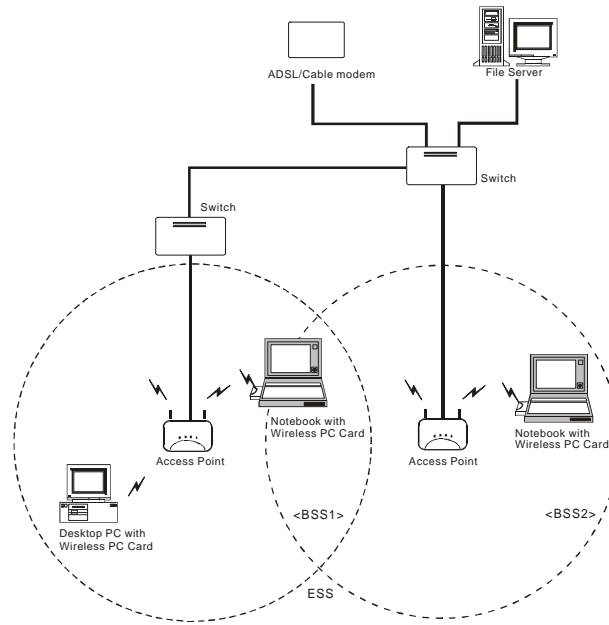 ADSL/Cable modem
File Server
Switch
Switch
Notebook with
Wireless PC Card
Access Point
Notebook with
Wireless PC Card
Access Point
<BSS1>
<BSS2>
Desktop PC with
Wireless PC Card
ESS